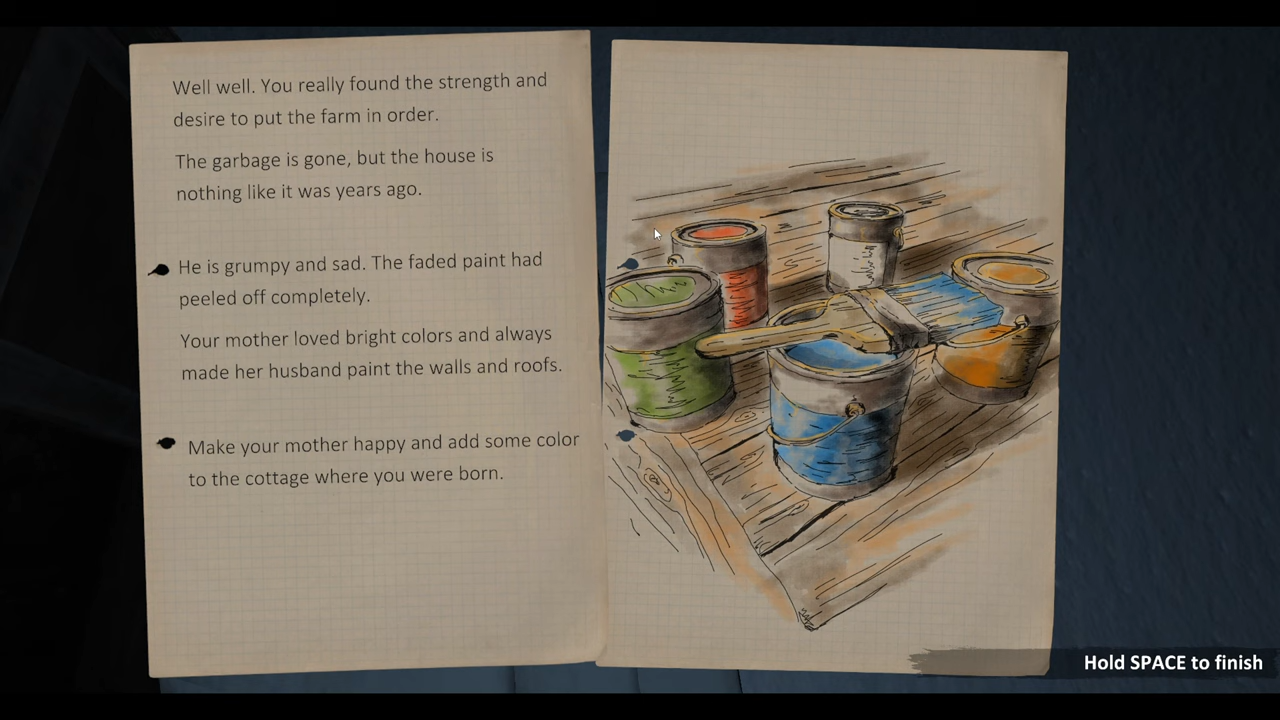 Well well. You really found the strength and
desire to put the farm in order.
The garbage is gone, but the house is
nothing like it was years ago.
He is grumpy and sad. The faded paint had
peeled off completely.
Your mother loved bright colors and always
made her husband paint the walls and roofs.
Make your mother happy and add some color
to the cottage where you were born.
Hold SPACE to finish